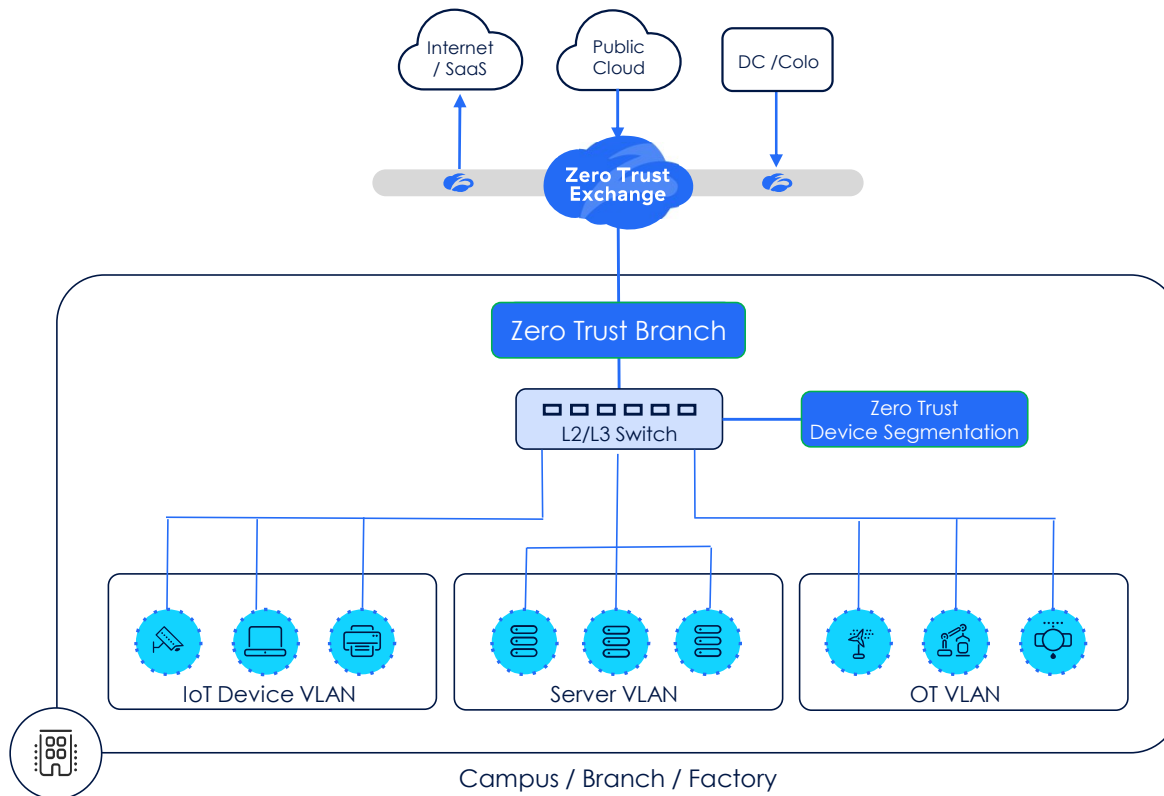 Internet
/ SaaS
Public
Cloud
DC /Colo
Zero Trust
Exchange
Zero Trust Branch
L2/L3 Switch
Zero Trust
Device Segmentation
IoT Device VLAN
Server VLAN
OT VLAN
Campus / Branch / Factory